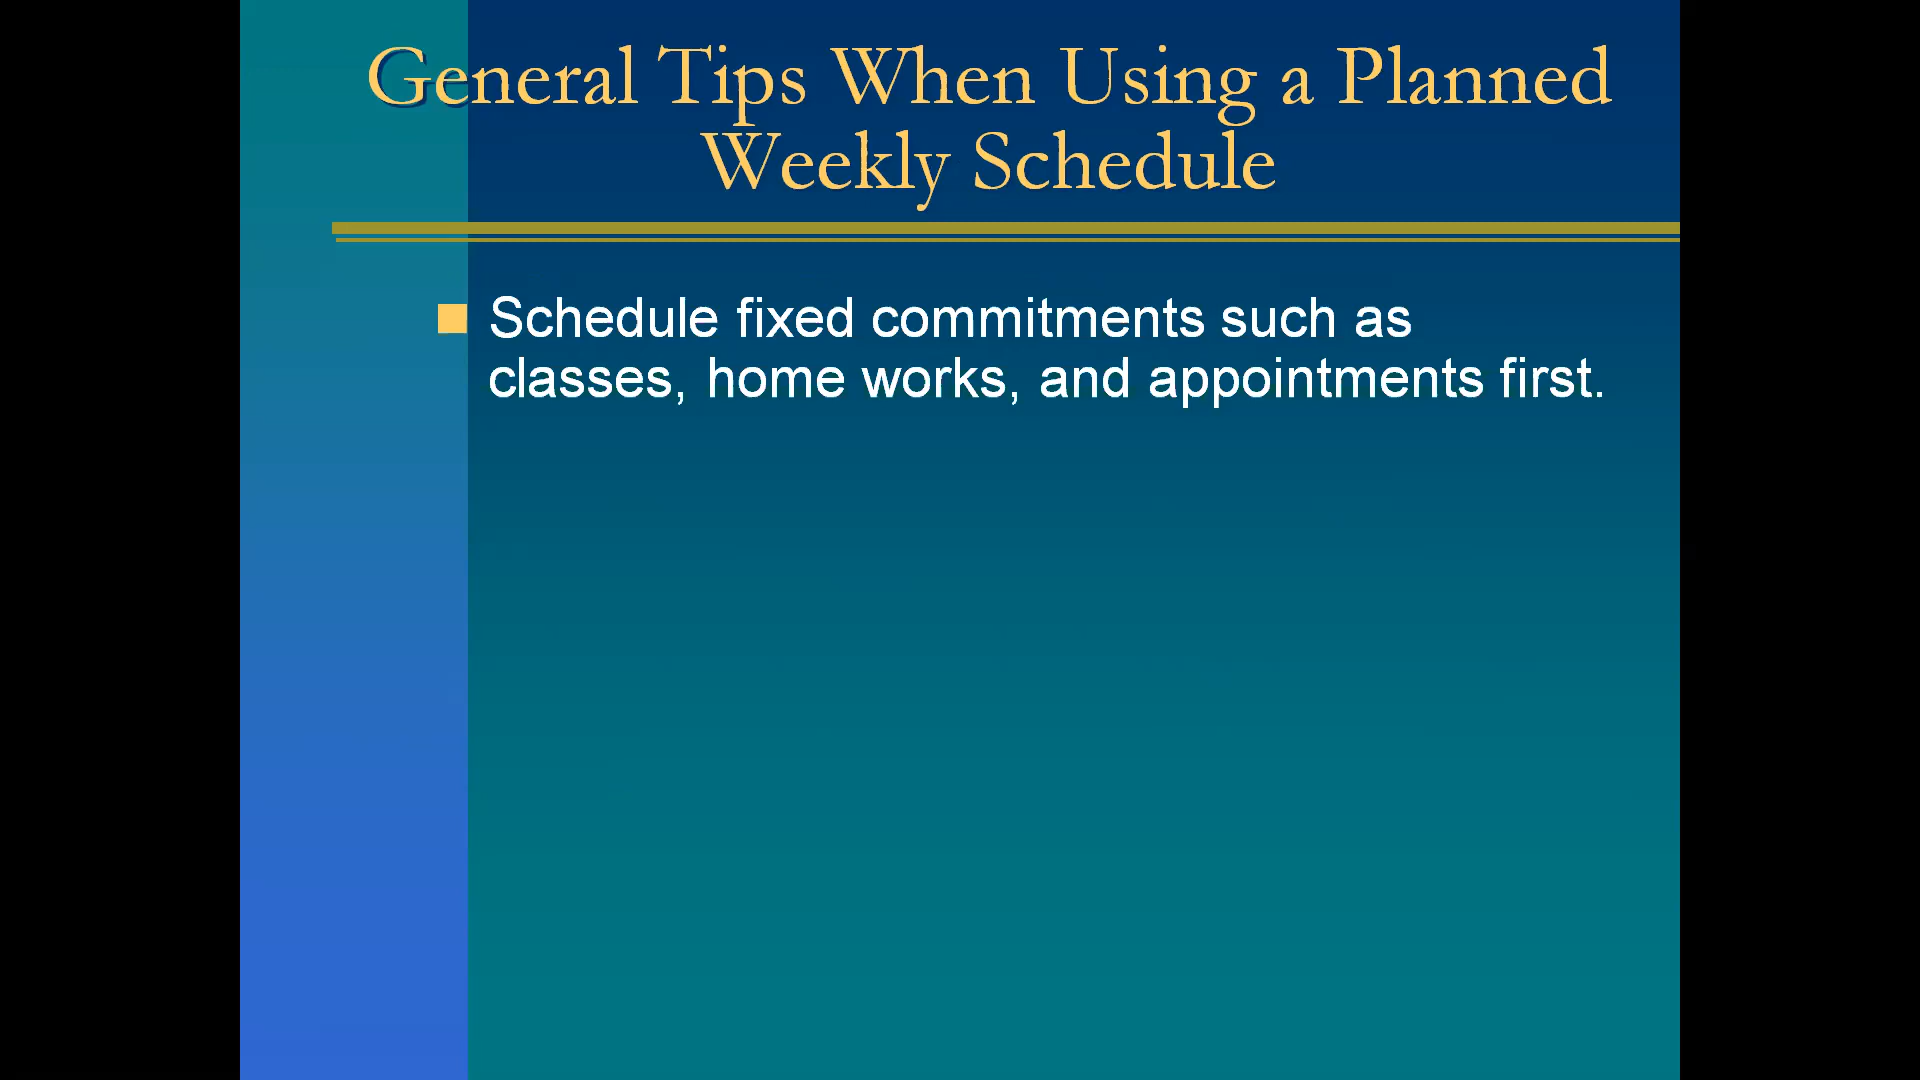 General Tips When Using a Planned
Weekly Schedule
Schedule fixed commitments such as
classes, home works, and appointments first.